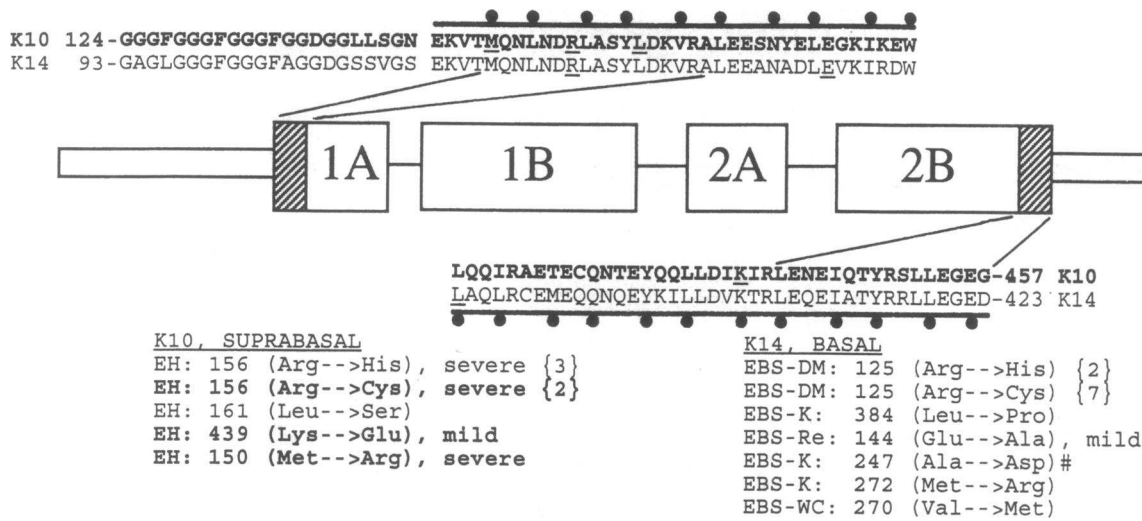 K10 124-GGGFGGGFGGGFGGDGGLLSGN EKVTMQNLNDRLASYLDKVRALEESNYELEGKIKEW
K14 93-GAGLGGGFGGGFAGGDGSSVGS EKVTMQNLNDRLASYLDKVRALEEANADLEVKIRDW
1A 1B 2A 2B
LQQIRAETECQNTEYQQLLDIKIRLENEIQTYRSLLEGEG-457 K10
LAQLRCEMEQQNQEYKILLDVKTRLEQEIATYRRLLEGED-423 K14
K10, SUPRABASAL
EH: 156 (Arg-->His), severe {3}
EH: 156 (Arg-->Cys), severe {2}
EH: 161 (Leu-->Ser)
EH: 439 (Lys-->Glu), mild
EH: 150 (Met-->Arg), severe
K14, BASAL
EBS-DM: 125 (Arg-->His) {2}
EBS-DM: 125 (Arg-->Cys) {7}
EBS-K: 384 (Leu-->Pro)
EBS-Re: 144 (Glu-->Ala), mild
EBS-K: 247 (Ala-->Asp)#
EBS-K: 272 (Met-->Arg)
EBS-WC: 270 (Val-->Met)